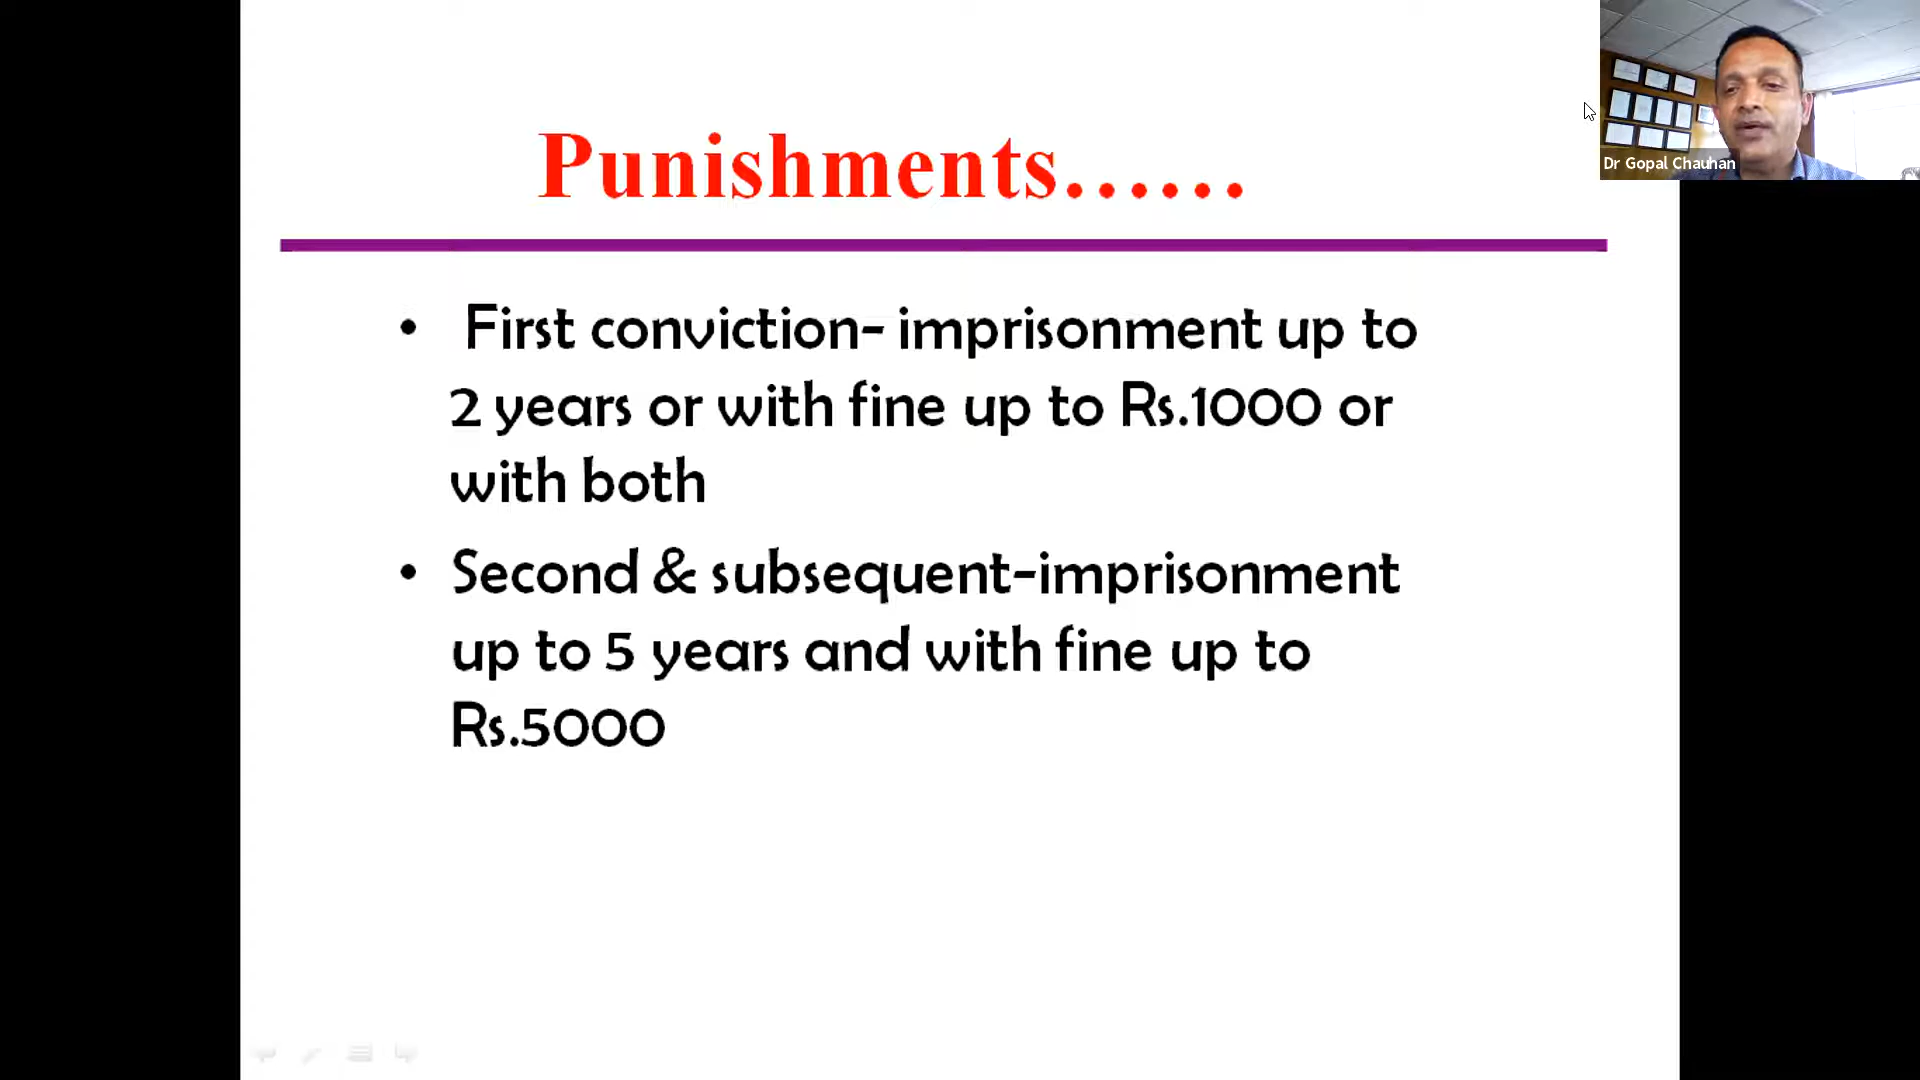 Punishments......
• First conviction- imprisonment up to
2 years or with fine up to Rs.1000 or
with both
• Second & subsequent-imprisonment
up to 5 years and with fine up to
Rs.5000
Dr Gopal Chauhan